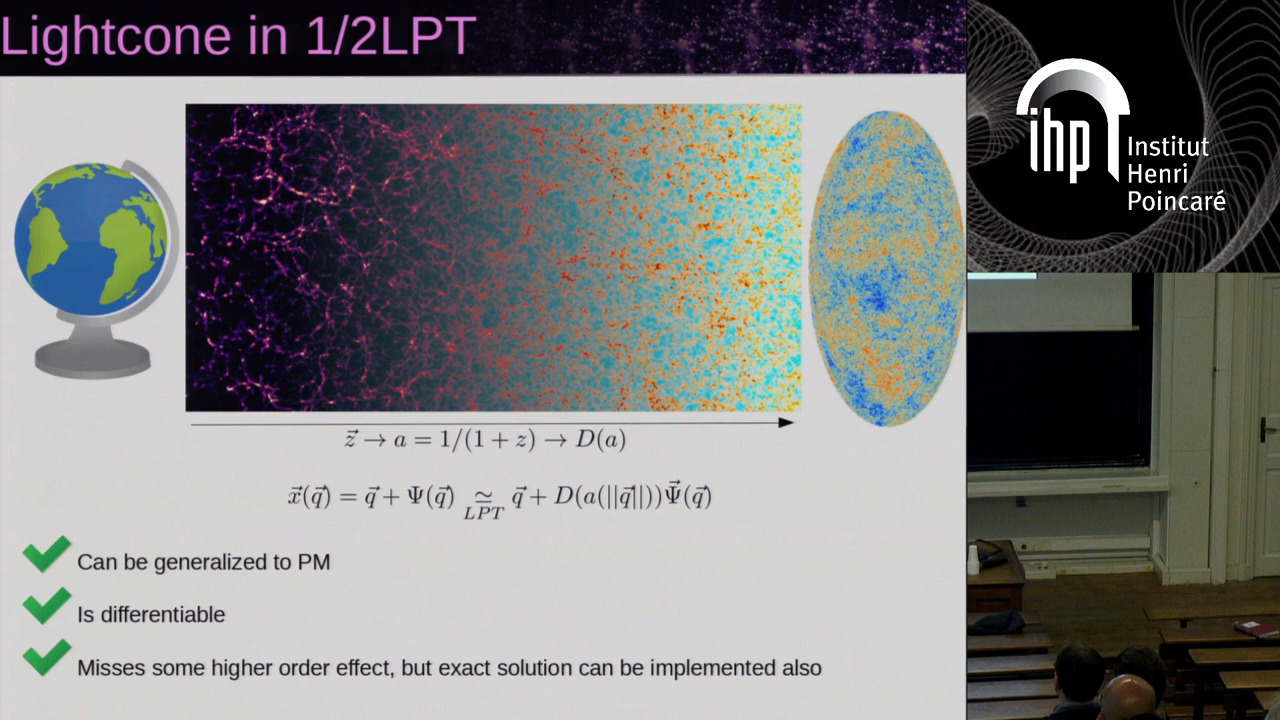 Lightcone in 1/2LPT
ihp
Institut
Henri
Poincaré
z⃗ → a = 1/(1 + z) → D(a)
x⃗(q⃗) = q⃗ + Ψ(q⃗) ≃_LPT q⃗ + D(a(||q⃗||))Ψ⃗(q⃗)
Can be generalized to PM
Is differentiable
Misses some higher order effect, but exact solution can be implemented also